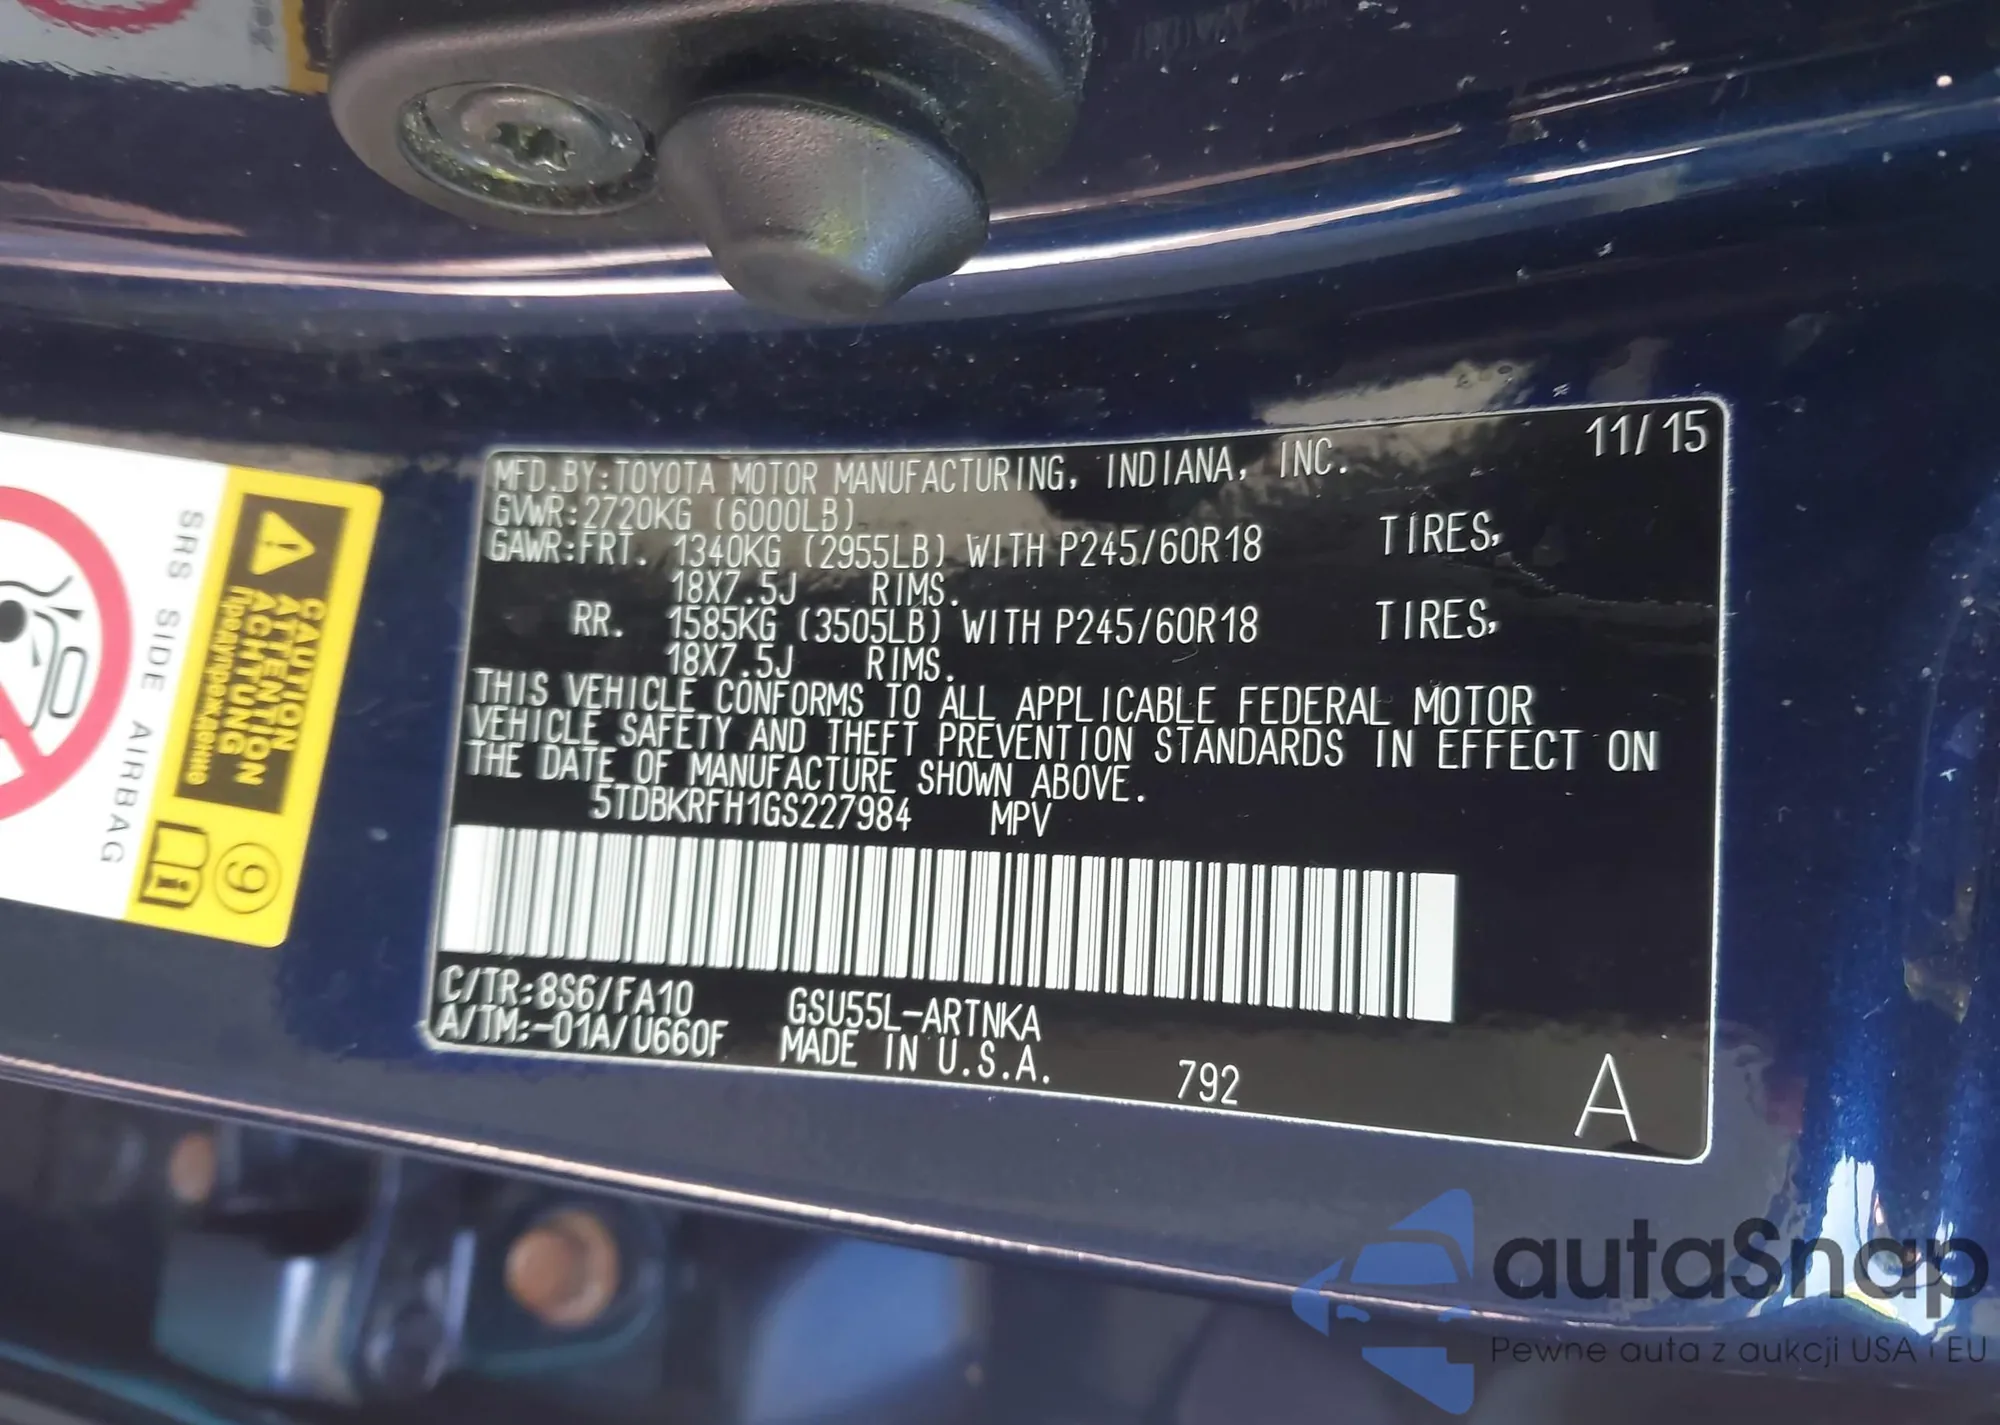 MFD.BY:TOYOTA MOTOR MANUFACTURING, INDIANA, INC. 11/15
GVWR:2720KG (6000LB)
GAWR:FRT. 1340KG (2955LB) WITH P245/60R18 TIRES,
18X7.5J RIMS.
RR. 1585KG (3505LB) WITH P245/60R18 TIRES,
18X7.5J RIMS.
THIS VEHICLE CONFORMS TO ALL APPLICABLE FEDERAL MOTOR
VEHICLE SAFETY AND THEFT PREVENTION STANDARDS IN EFFECT ON
THE DATE OF MANUFACTURE SHOWN ABOVE.
5TDBKRFH1GS227984 MPV
C/TR:8S6/FA10 GSU55L-ARTNKA
A/TM:-01A/U660F MADE IN U.S.A. 792 A
CAUTION
ATTENTION
ACHTUNG
Предупреждение
SRS SIDE AIRBAG
9
autaSnap
Pewne auta z aukcji USA i EU